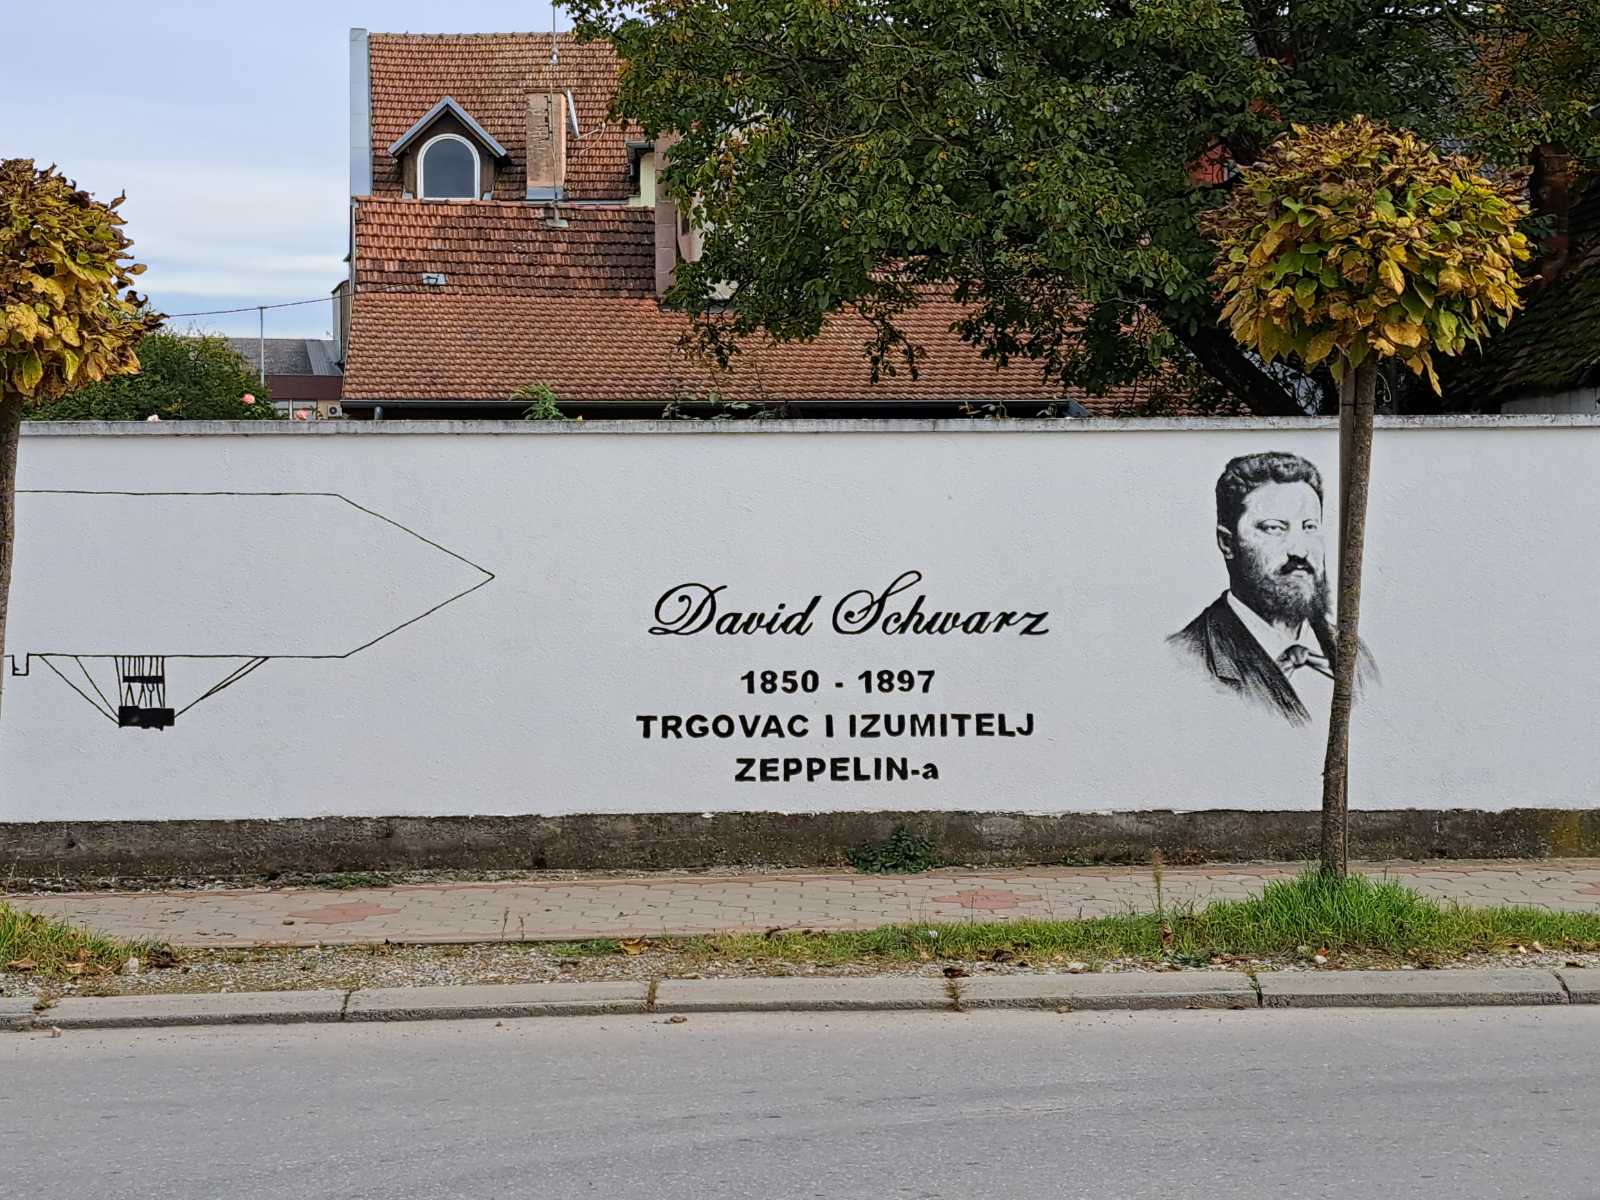 David Schwarz
1850 - 1897
TRGOVAC I IZUMITELJ
ZEPPELIN-a